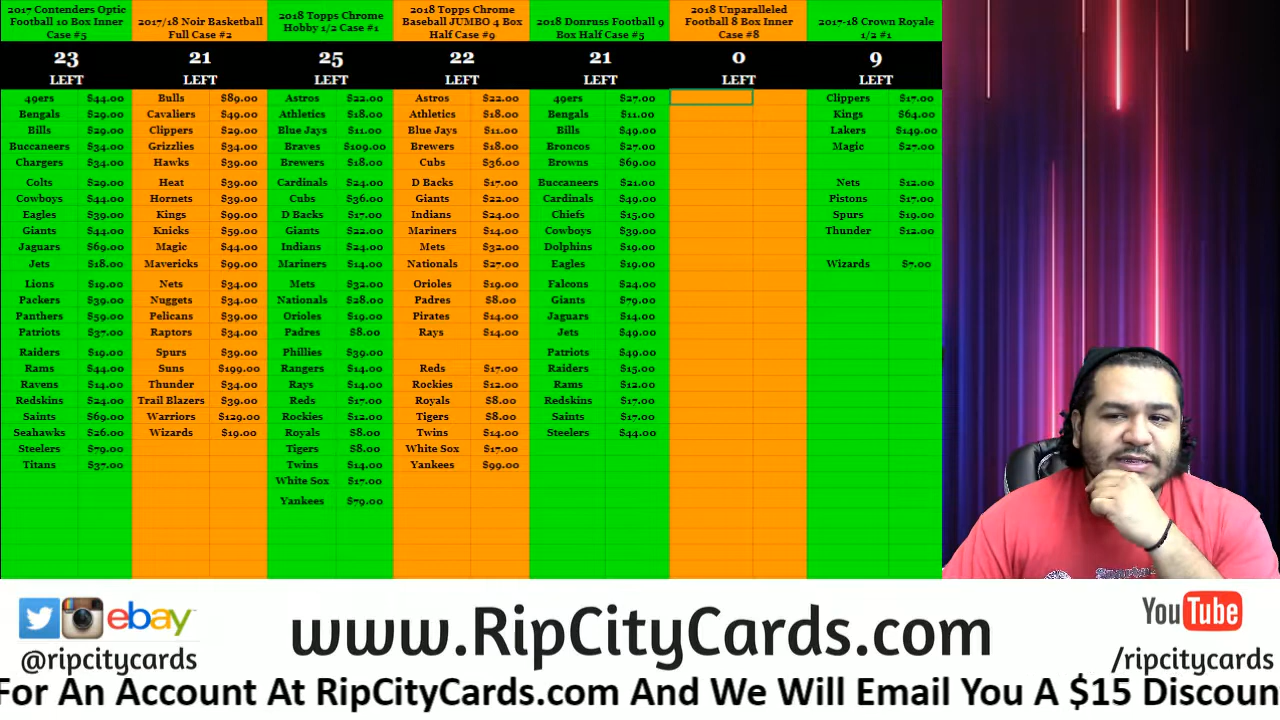 2017 Contenders Optic Football 10 Box Inner Case #5
23
LEFT
49ers $44.00
Bengals $29.00
Bills $29.00
Buccaneers $34.00
Chargers $34.00
Colts $29.00
Cowboys $44.00
Eagles $39.00
Giants $44.00
Jaguars $69.00
Jets $18.00
Lions $19.00
Packers $39.00
Panthers $59.00
Patriots $37.00
Raiders $19.00
Rams $44.00
Ravens $14.00
Redskins $24.00
Saints $69.00
Seahawks $26.00
Steelers $79.00
Titans $37.00
2017/18 Noir Basketball Full Case #2
21
LEFT
Bulls $89.00
Cavaliers $49.00
Clippers $29.00
Grizzlies $34.00
Hawks $39.00
Heat $39.00
Hornets $39.00
Kings $99.00
Knicks $59.00
Magic $44.00
Mavericks $99.00
Nets $34.00
Nuggets $34.00
Pelicans $39.00
Raptors $34.00
Spurs $39.00
Suns $199.00
Thunder $34.00
Trail Blazers $39.00
Warriors $129.00
Wizards $19.00
2018 Topps Chrome Hobby 1/2 Case #1
25
LEFT
Astros $22.00
Athletics $18.00
Blue Jays $11.00
Braves $109.00
Brewers $18.00
Cardinals $24.00
Cubs $36.00
D Backs $17.00
Giants $22.00
Indians $24.00
Mariners $14.00
Mets $32.00
Nationals $28.00
Orioles $19.00
Padres $8.00
Phillies $39.00
Rangers $14.00
Rays $14.00
Reds $17.00
Rockies $12.00
Royals $8.00
Tigers $8.00
Twins $14.00
White Sox $17.00
Yankees $79.00
2018 Topps Chrome Baseball JUMBO 4 Box Half Case #9
22
LEFT
Astros $22.00
Athletics $18.00
Blue Jays $11.00
Brewers $18.00
Cubs $36.00
D Backs $17.00
Giants $22.00
Indians $24.00
Mariners $14.00
Mets $32.00
Nationals $27.00
Orioles $19.00
Padres $8.00
Pirates $14.00
Rays $14.00
Reds $17.00
Rockies $12.00
Royals $8.00
Tigers $8.00
Twins $14.00
White Sox $17.00
Yankees $99.00
2018 Donruss Football 9 Box Half Case #5
21
LEFT
49ers $27.00
Bengals $11.00
Bills $49.00
Broncos $27.00
Browns $69.00
Buccaneers $21.00
Cardinals $49.00
Chiefs $15.00
Cowboys $39.00
Dolphins $19.00
Eagles $19.00
Falcons $24.00
Giants $79.00
Jaguars $14.00
Jets $49.00
Patriots $49.00
Raiders $15.00
Rams $12.00
Redskins $17.00
Saints $17.00
Steelers $44.00
2018 Unparalleled Football 8 Box Inner Case #8
0
LEFT
2017-18 Crown Royale 1/2 #1
9
LEFT
Clippers $17.00
Kings $64.00
Lakers $149.00
Magic $27.00
Nets $12.00
Pistons $17.00
Spurs $19.00
Thunder $12.00
Wizards $7.00
ebay
@ripcitycards
www.RipCityCards.com
YouTube
/ripcitycards
For An Account At RipCityCards.com And We Will Email You A $15 Discoun